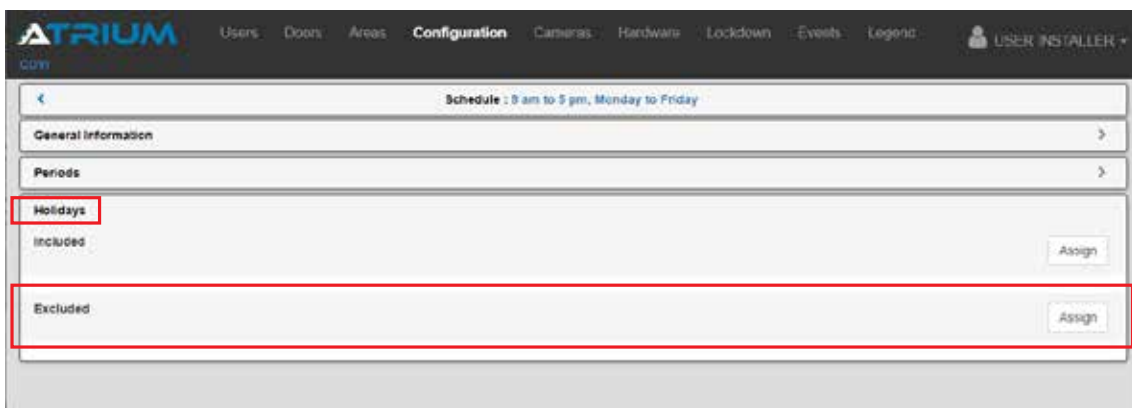 ATRIUM
Users Doors Areas Configuration Cameras Hardware Lockdown Events Legend USER INSTALLER
Schedule : 9 am to 5 pm, Monday to Friday
General Information
Periods
Holidays
Included
Assign
Excluded
Assign